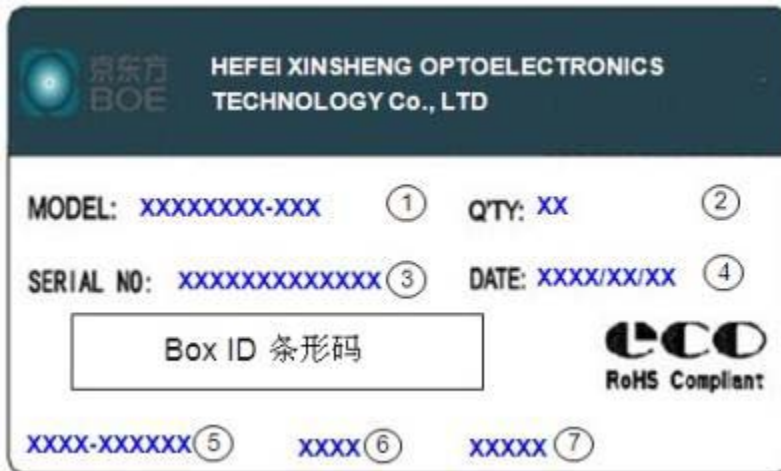 京东方
BOE
HEFEI XINSHENG OPTOELECTRONICS
TECHNOLOGY Co., LTD
MODEL: XXXXXXXX-XXX ① Q'TY: XX ②
SERIAL NO: XXXXXXXXXXXXX ③ DATE: XXXX/XX/XX ④
Box ID 条形码
eco
RoHS Compliant
XXXX-XXXXXX ⑤ XXXX ⑥ XXXXX ⑦